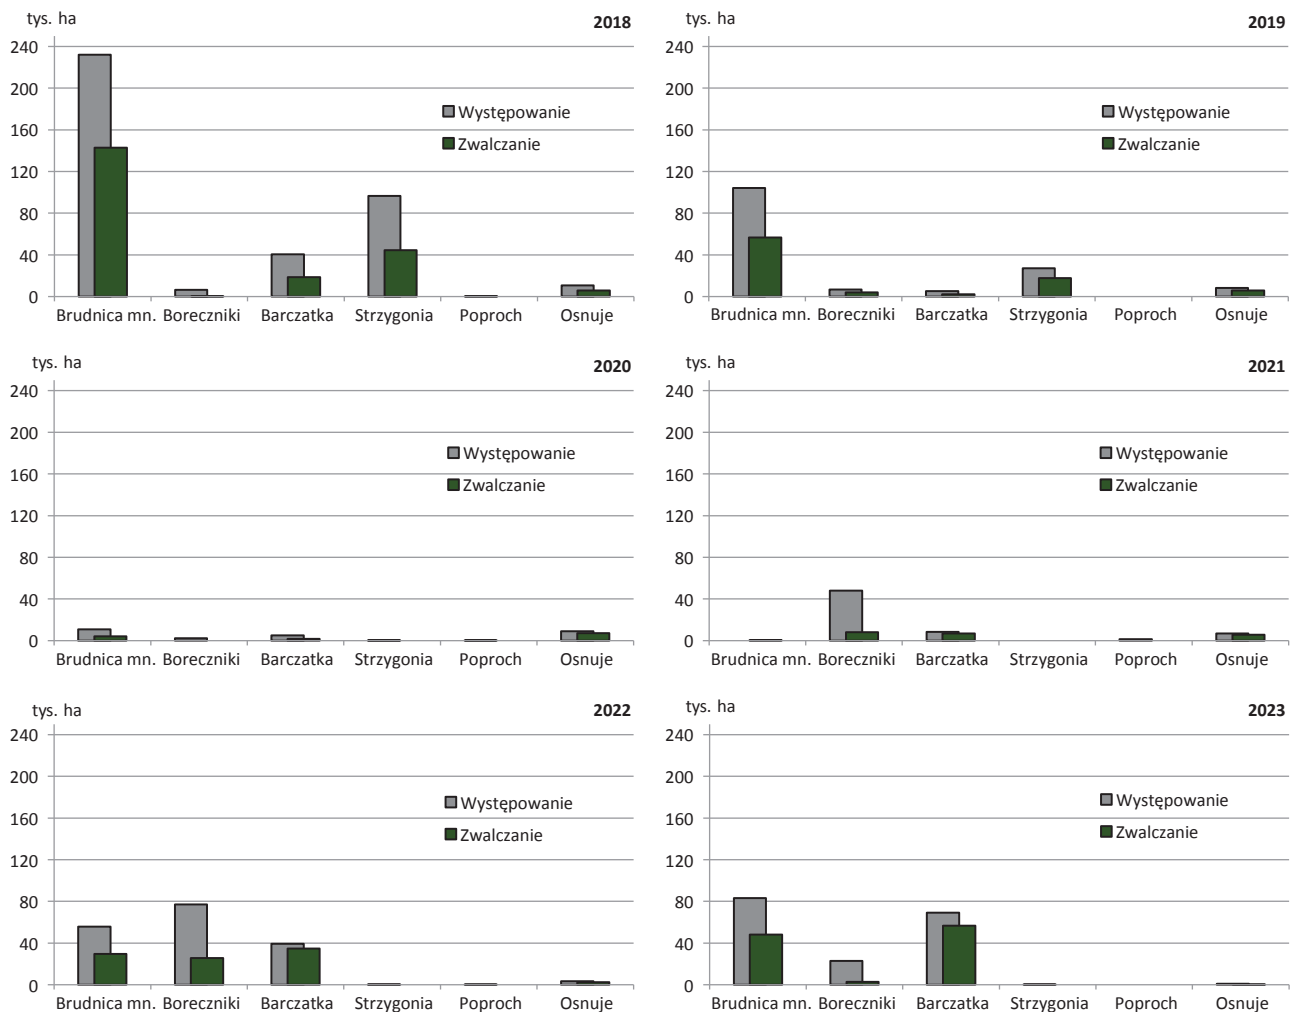 tys. ha
2018
240
200
160
120
80
40
0
Występowanie
Zwalczanie
Brudnica mn. Boreczniki Barczatka Strzygonia Poproch Osnuje
tys. ha
2019
240
200
160
120
80
40
0
Występowanie
Zwalczanie
Brudnica mn. Boreczniki Barczatka Strzygonia Poproch Osnuje
tys. ha
2020
240
200
160
120
80
40
0
Występowanie
Zwalczanie
Brudnica mn. Boreczniki Barczatka Strzygonia Poproch Osnuje
tys. ha
2021
240
200
160
120
80
40
0
Występowanie
Zwalczanie
Brudnica mn. Boreczniki Barczatka Strzygonia Poproch Osnuje
tys. ha
2022
240
200
160
120
80
40
0
Występowanie
Zwalczanie
Brudnica mn. Boreczniki Barczatka Strzygonia Poproch Osnuje
tys. ha
2023
240
200
160
120
80
40
0
Występowanie
Zwalczanie
Brudnica mn. Boreczniki Barczatka Strzygonia Poproch Osnuje